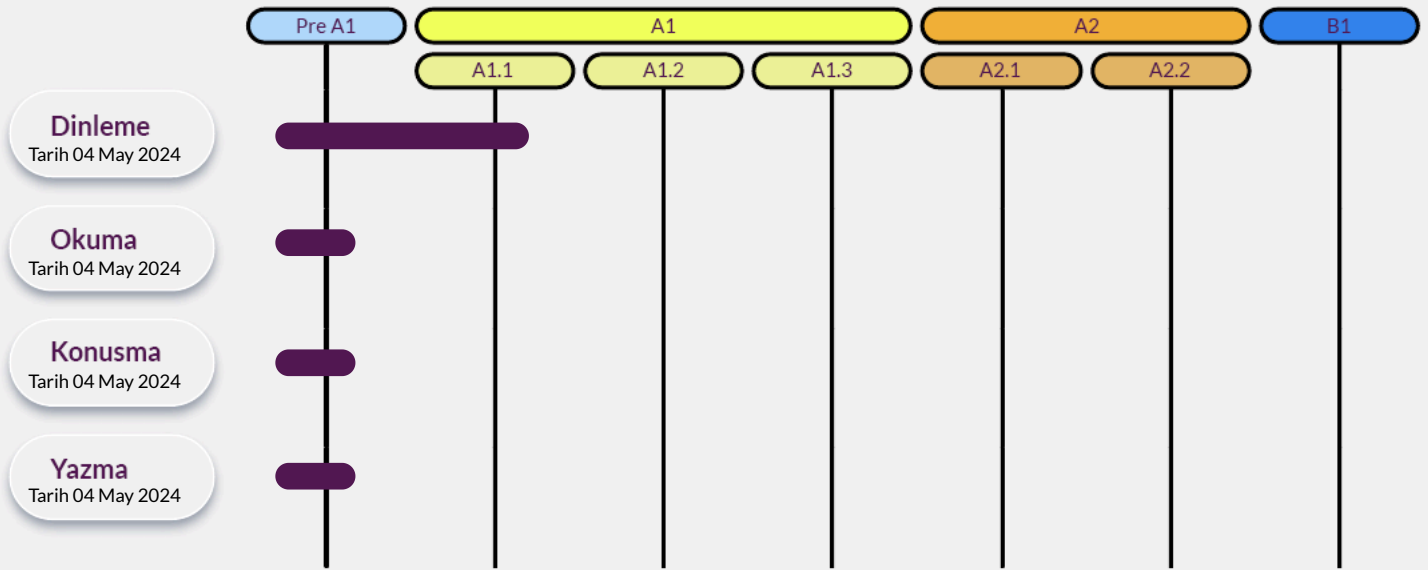 Pre A1
A1
A2
B1
A1.1
A1.2
A1.3
A2.1
A2.2
Dinleme
Tarih 04 May 2024
Okuma
Tarih 04 May 2024
Konusma
Tarih 04 May 2024
Yazma
Tarih 04 May 2024